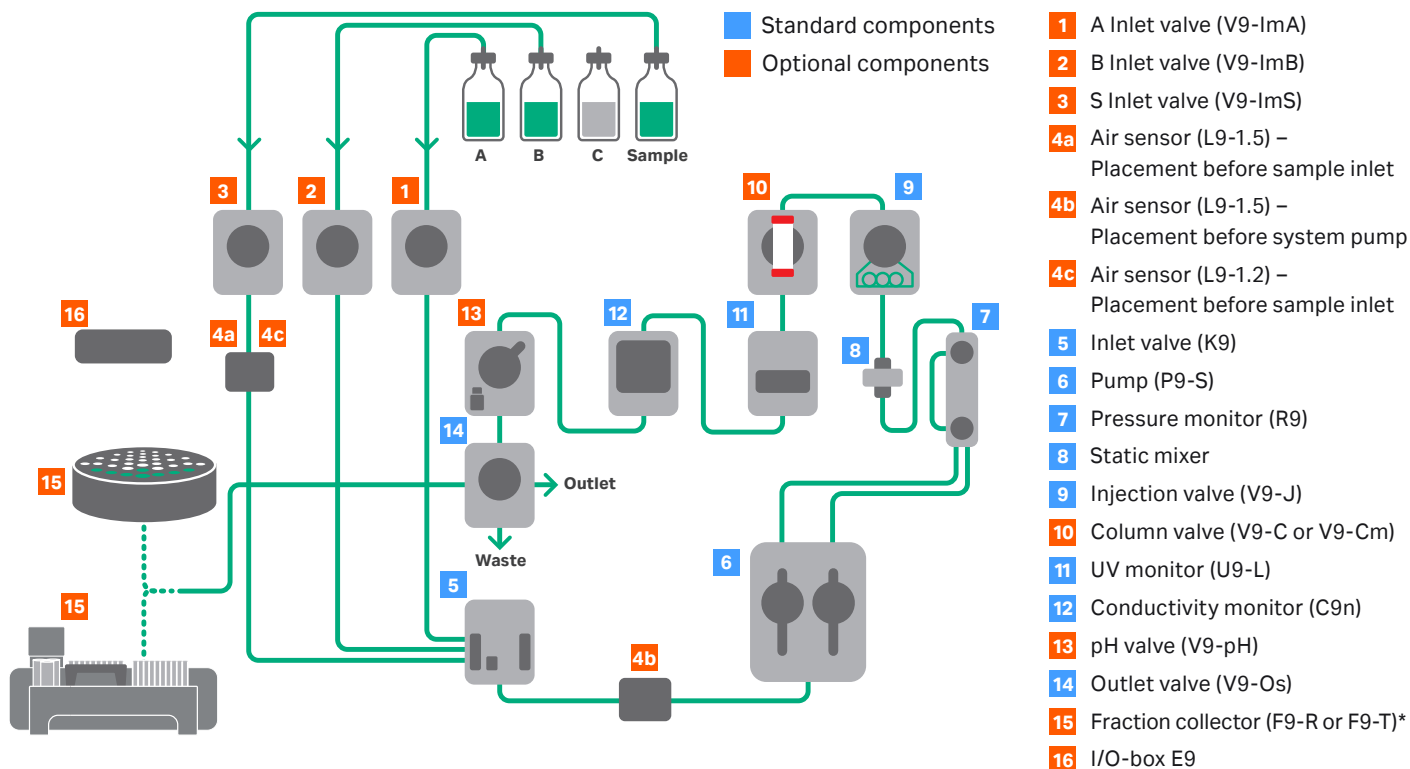 Standard components
Optional components
A
B
C
Sample
3
2
1
10
9
16
4a
4c
13
12
11
8
7
14
15
Outlet
Waste
5
6
15
4b
1 A Inlet valve (V9-ImA)
2 B Inlet valve (V9-ImB)
3 S Inlet valve (V9-ImS)
4a Air sensor (L9-1.5) –
Placement before sample inlet
4b Air sensor (L9-1.5) –
Placement before system pump
4c Air sensor (L9-1.2) –
Placement before sample inlet
5 Inlet valve (K9)
6 Pump (P9-S)
7 Pressure monitor (R9)
8 Static mixer
9 Injection valve (V9-J)
10 Column valve (V9-C or V9-Cm)
11 UV monitor (U9-L)
12 Conductivity monitor (C9n)
13 pH valve (V9-pH)
14 Outlet valve (V9-Os)
15 Fraction collector (F9-R or F9-T)*
16 I/O-box E9